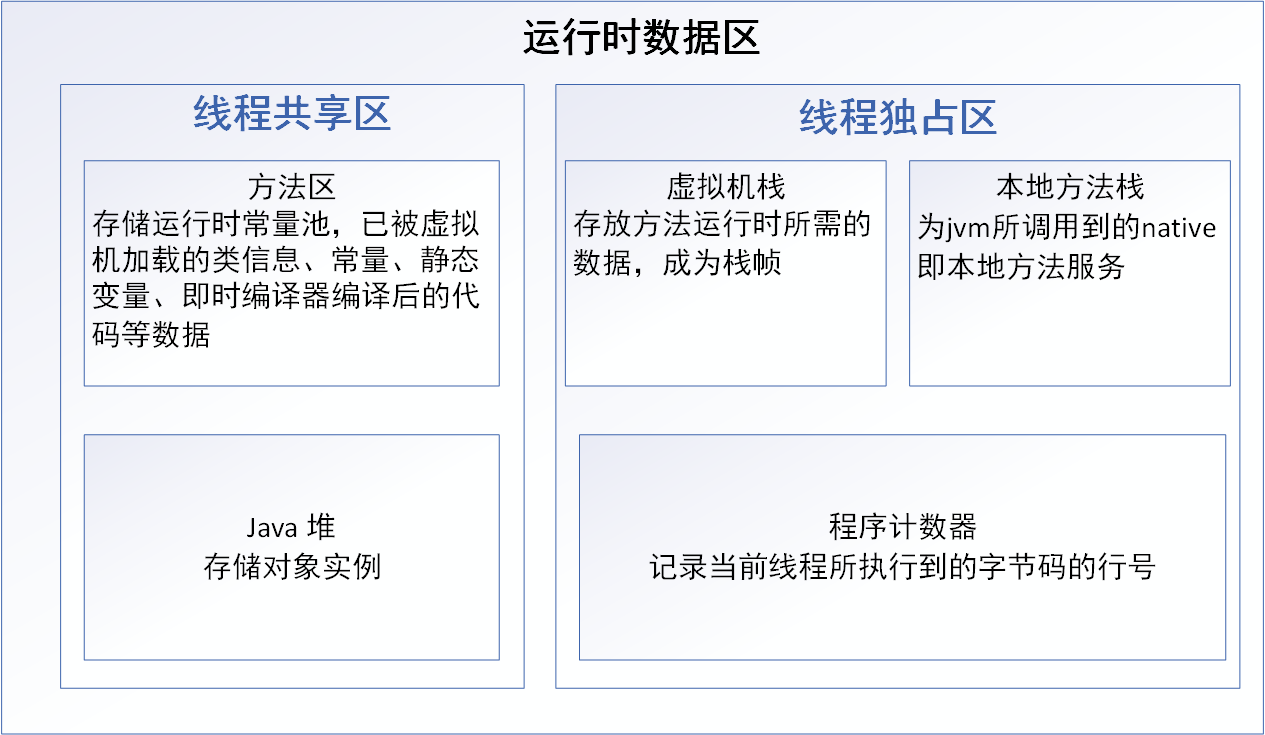 运行时数据区
线程共享区
方法区
存储运行时常量池，已被虚拟
机加载的类信息、常量、静态
变量、即时编译器编译后的代
码等数据
Java 堆
存储对象实例
线程独占区
虚拟机栈
存放方法运行时所需的
数据，成为栈帧
本地方法栈
为jvm所调用到的native
即本地方法服务
程序计数器
记录当前线程所执行到的字节码的行号